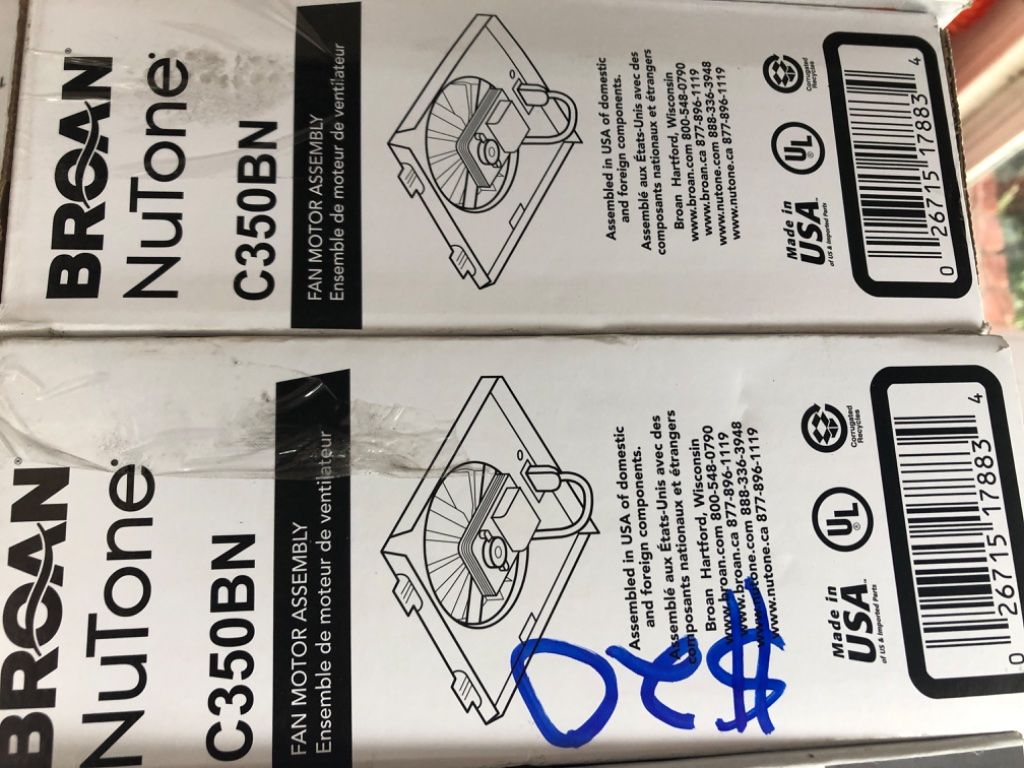 BROAN
NuTone
C350BN
FAN MOTOR ASSEMBLY
Ensemble de moteur de ventilateur
Assembled in USA of domestic
and foreign components.
Assemblé aux États-Unis avec des
composants nationaux et étrangers
Broan Hartford, Wisconsin
www.broan.com 800-548-0790
www.broan.ca 877-896-1119
www.nutone.com 888-336-3948
www.nutone.ca 877-896-1119
$20
Made in
USA
of US & Imported Parts
UL
Corrugated
Recycles
0 26715 17883 4
BROAN
NuTone
C350BN
FAN MOTOR ASSEMBLY
Ensemble de moteur de ventilateur
Assembled in USA of domestic
and foreign components.
Assemblé aux États-Unis avec des
composants nationaux et étrangers
Broan Hartford, Wisconsin
www.broan.com 800-548-0790
www.broan.ca 877-896-1119
www.nutone.com 888-336-3948
www.nutone.ca 877-896-1119
Made in
USA
of US & Imported Parts
UL
Corrugated
Recycles
0 26715 17883 4